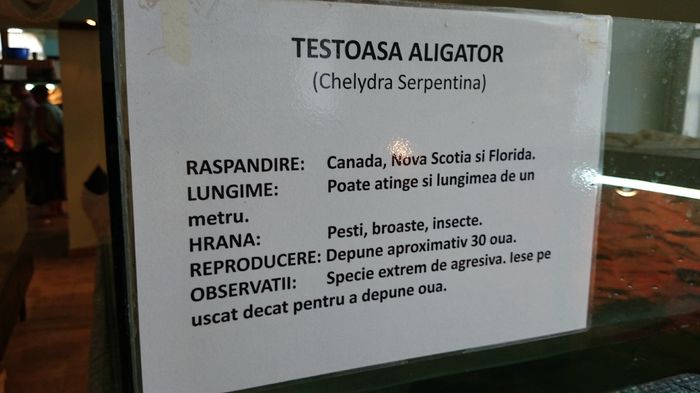 TESTOASA ALIGATOR
(Chelydra Serpentina)
RASPANDIRE: Canada, Nova Scotia si Florida.
LUNGIME: Poate atinge si lungimea de un
metru.
HRANA: Pesti, broaste, insecte.
REPRODUCERE: Depune aproximativ 30 oua.
OBSERVATII: Specie extrem de agresiva. Iese pe
uscat decat pentru a depune oua.